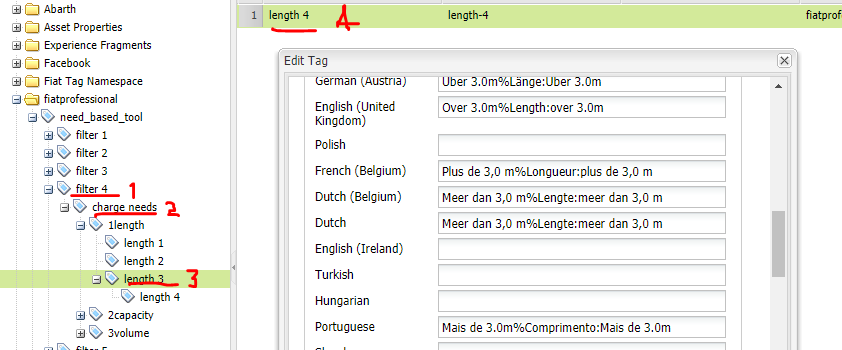 Abarth
Asset Properties
Experience Fragments
Facebook
Fiat Tag Namespace
fiatprofessional
need_based_tool
filter 1
filter 2
filter 3
filter 4 1
charge needs 2
1length
length 1
length 2
length 3 3
length 4
2capacity
3volume
1 length 4 4 length-4 fiatprof
Edit Tag
German (Austria) Über 3.0m%Länge:Über 3.0m
English (United Kingdom) Over 3.0m%Length:over 3.0m
Polish
French (Belgium) Plus de 3,0 m%Longueur:plus de 3,0 m
Dutch (Belgium) Meer dan 3,0 m%Lengte:meer dan 3,0 m
Dutch Meer dan 3,0 m%Lengte:meer dan 3,0 m
English (Ireland)
Turkish
Hungarian
Portuguese Mais de 3.0m%Comprimento:Mais de 3.0m